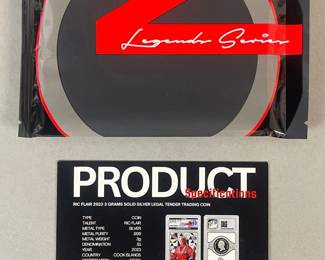 Legends Series
PRODUCT
Specifications
RIC FLAIR 2023 3 GRAMS SOLID SILVER LEGAL TENDER TRADING COIN
TYPE COIN
TALENT RIC FLAIR
METAL TYPE SILVER
METAL PURITY .999
METAL WEIGHT 3g
DENOMINATION $1
YEAR 2023
COUNTRY COOK ISLANDS